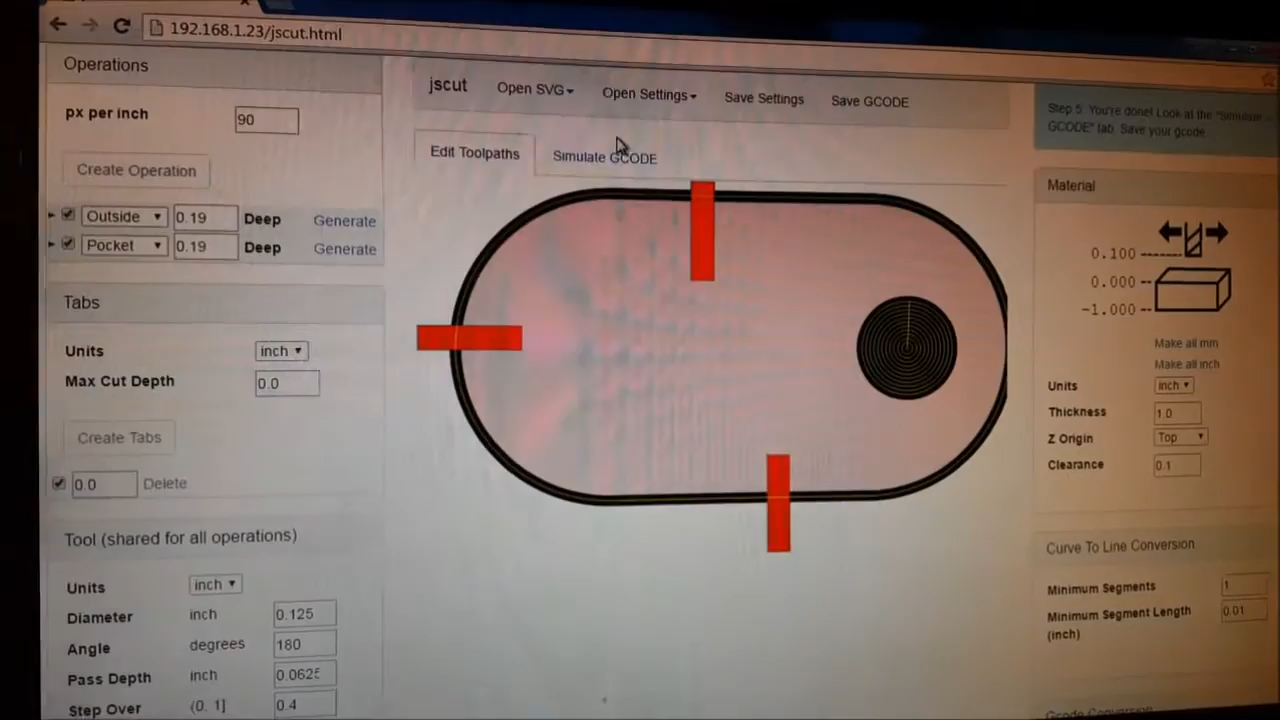 192.168.1.23/jscut.html
Operations
px per inch 90
Create Operation
Outside 0.19 Deep Generate
Pocket 0.19 Deep Generate
Tabs
Units inch
Max Cut Depth 0.0
Create Tabs
0.0 Delete
Tool (shared for all operations)
Units inch
Diameter inch 0.125
Angle degrees 180
Pass Depth inch 0.0625
Step Over (0, 1] 0.4
jscut Open SVG Open Settings Save Settings Save GCODE
Edit Toolpaths Simulate GCODE
Step 5: You're done! Look at the "Simulate
GCODE" tab. Save your gcode.
Material
0.100
0.000
-1.000
Make all mm
Make all inch
Units inch
Thickness 1.0
Z Origin Top
Clearance 0.1
Curve To Line Conversion
Minimum Segments 1
Minimum Segment Length 0.01
(inch)
Gcode Conversion